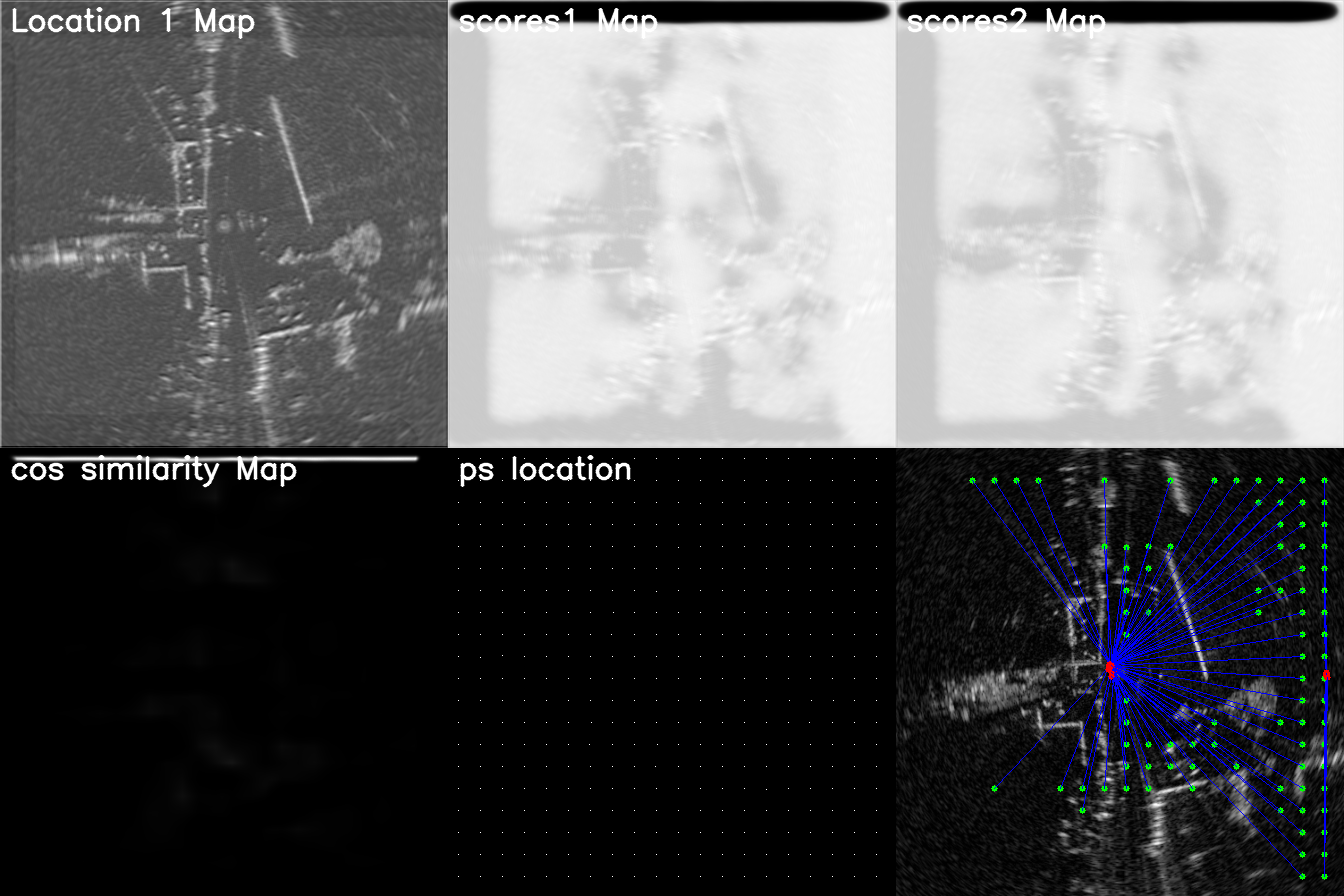 Location 1 Map
scores1 Map
scores2 Map
cos similarity Map
ps location